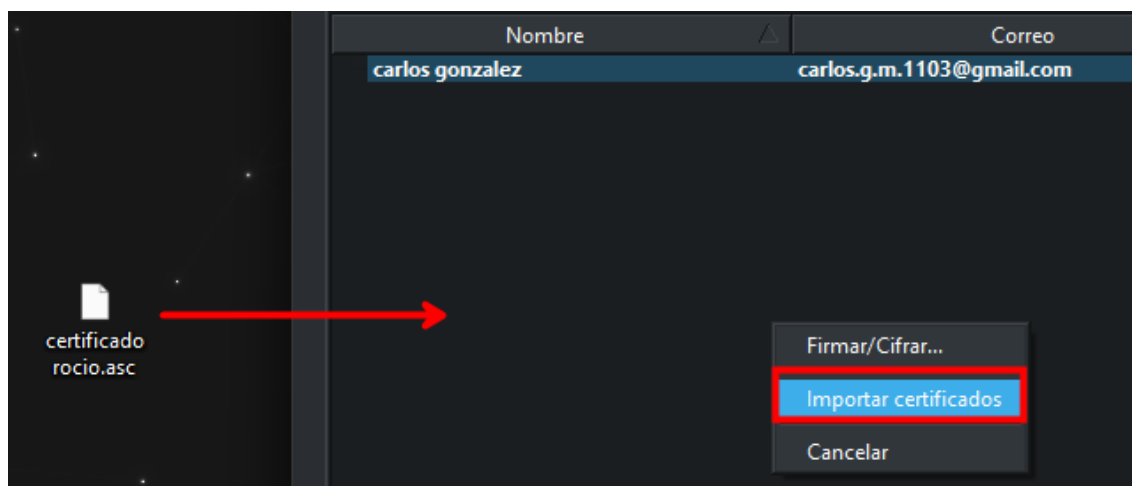 Nombre
Correo
carlos gonzalez
carlos.g.m.1103@gmail.com
certificado
rocio.asc
Firmar/Cifrar...
Importar certificados
Cancelar